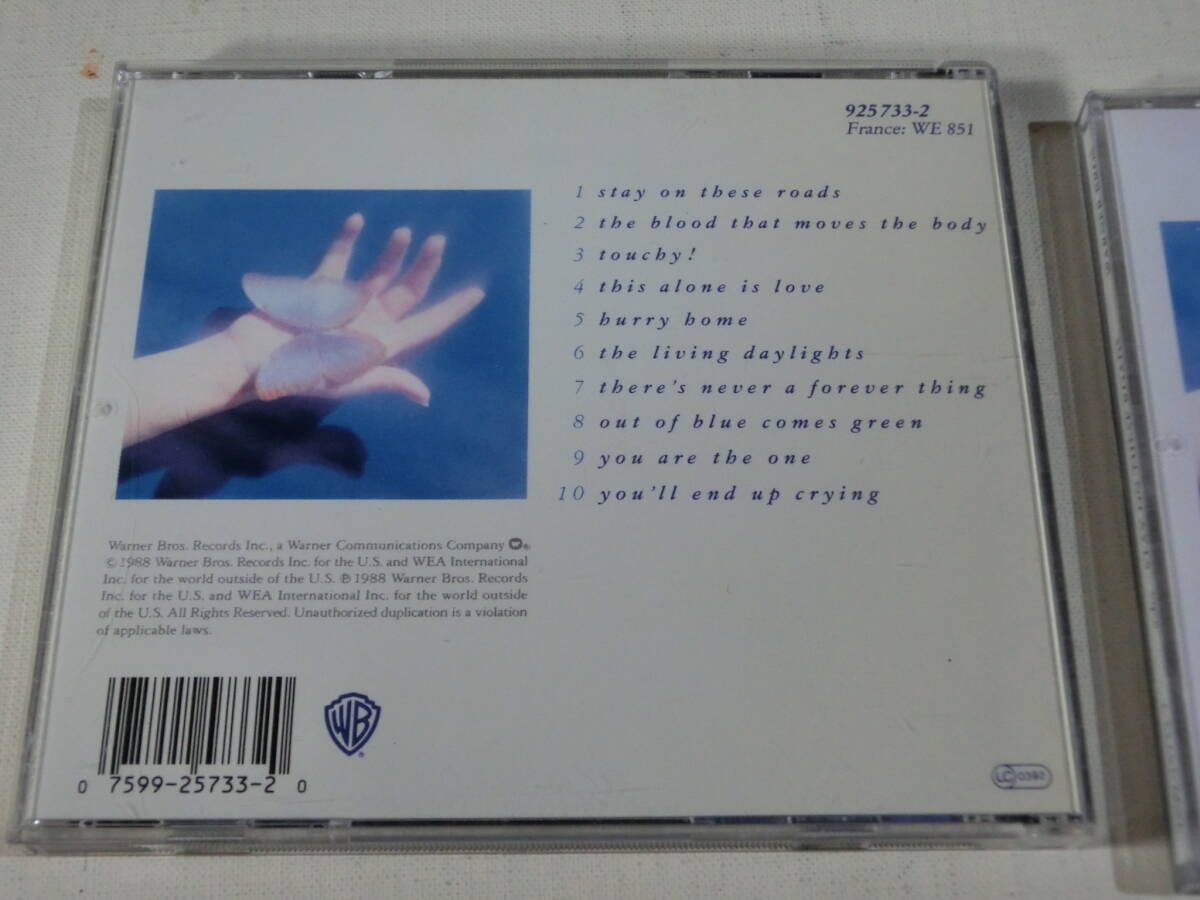 925 733-2
France: WE 851
1 stay on these roads
2 the blood that moves the body
3 touchy!
4 this alone is love
5 hurry home
6 the living daylights
7 there's never a forever thing
8 out of blue comes green
9 you are the one
10 you'll end up crying
Warner Bros. Records Inc., a Warner Communications Company
© 1988 Warner Bros. Records Inc. for the U.S. and WEA International
Inc. for the world outside of the U.S. ℗ 1988 Warner Bros. Records
Inc. for the U.S. and WEA International Inc. for the world outside
of the U.S. All Rights Reserved. Unauthorized duplication is a violation
of applicable laws.
WB
0 7599-25733-2 0
LC 0392